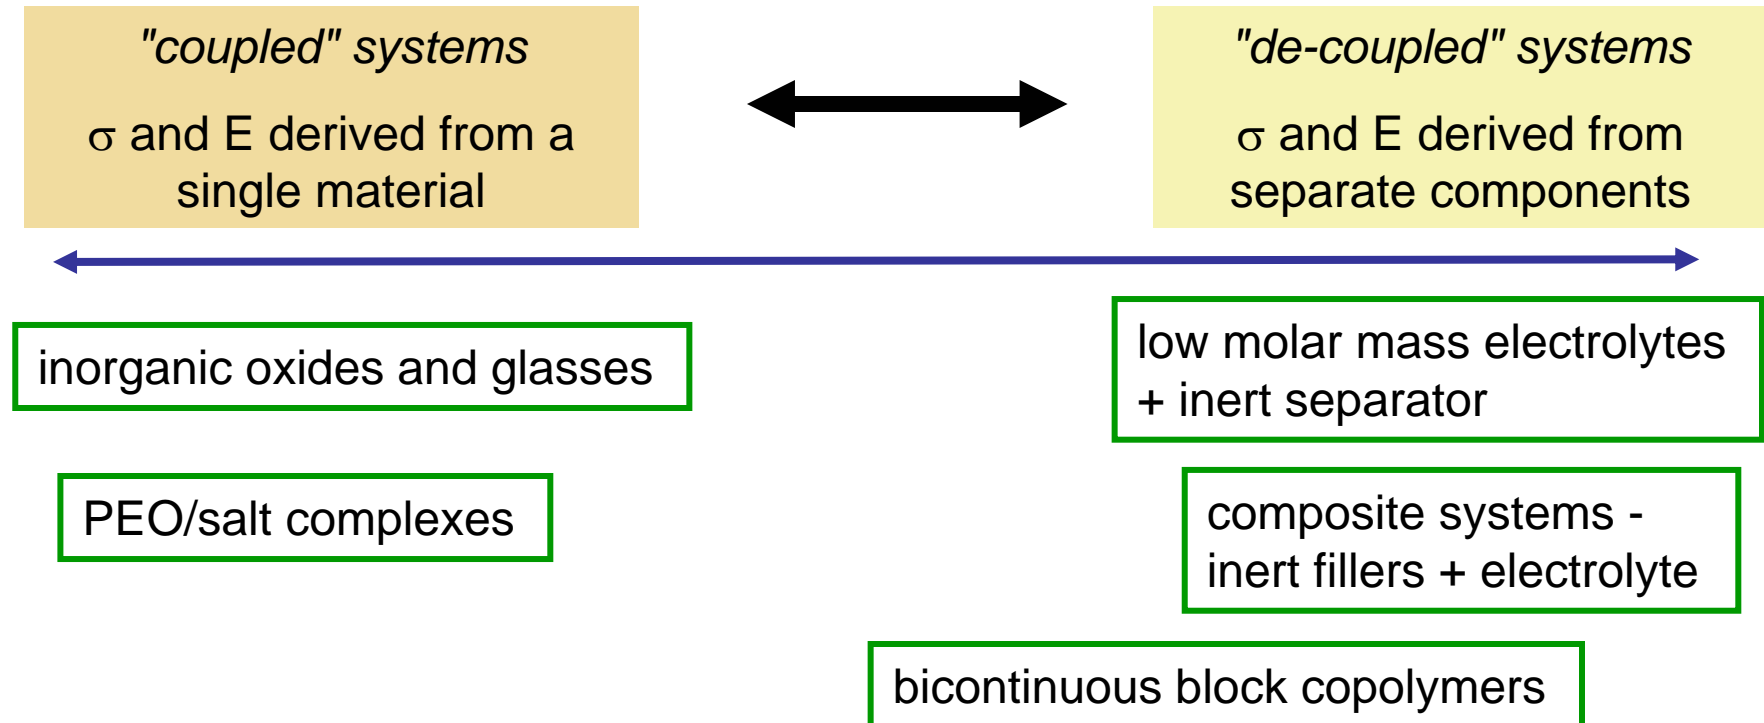 "coupled" systems
σ and E derived from a
single material
"de-coupled" systems
σ and E derived from
separate components
inorganic oxides and glasses
low molar mass electrolytes
+ inert separator
PEO/salt complexes
composite systems -
inert fillers + electrolyte
bicontinuous block copolymers